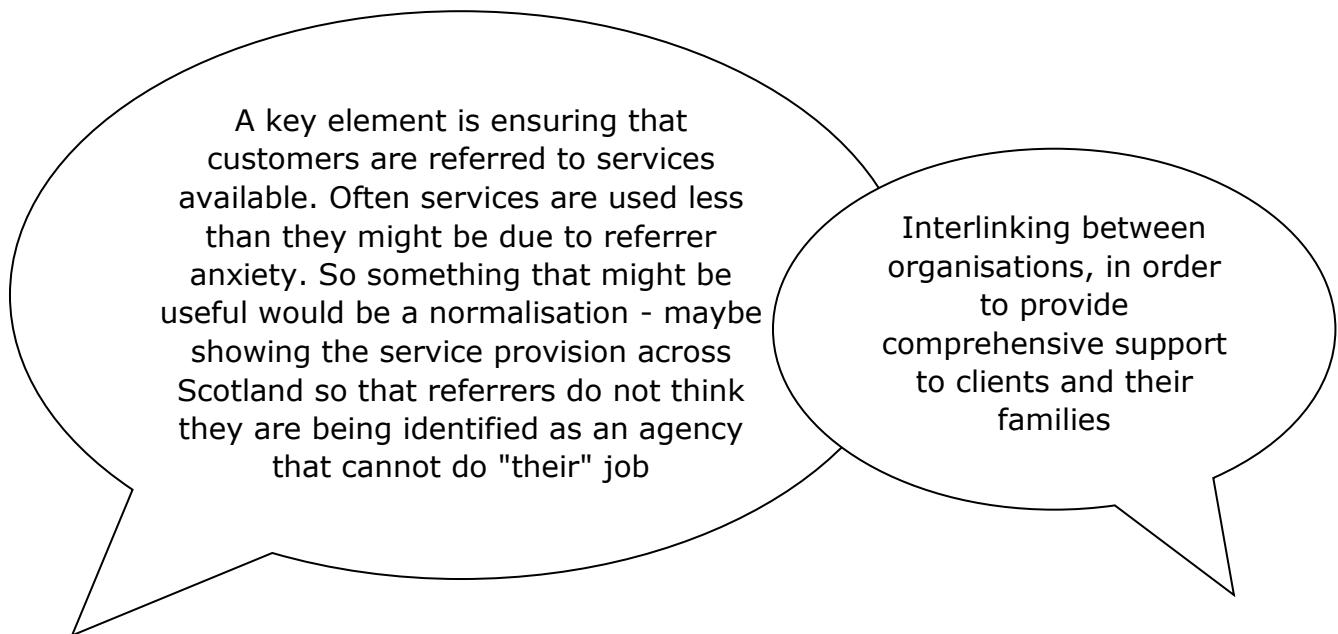 A key element is ensuring that
customers are referred to services
available. Often services are used less
than they might be due to referrer
anxiety. So something that might be
useful would be a normalisation - maybe
showing the service provision across
Scotland so that referrers do not think
they are being identified as an agency
that cannot do "their" job
Interlinking between
organisations, in order
to provide
comprehensive support
to clients and their
families